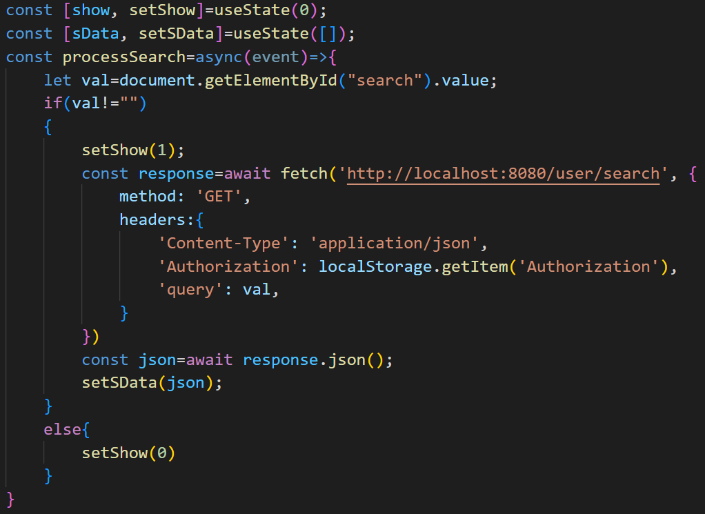 const [show, setShow]=useState(0);
const [sData, setSData]=useState([]);
const processSearch=async(event)=>{
    let val=document.getElementById("search").value;
    if(val!="")
    {
        setShow(1);
        const response=await fetch('http://localhost:8080/user/search', {
            method: 'GET',
            headers:{
                'Content-Type': 'application/json',
                'Authorization': localStorage.getItem('Authorization'),
                'query': val,
            }
        })
        const json=await response.json();
        setSData(json);
    }
    else{
        setShow(0)
    }
}